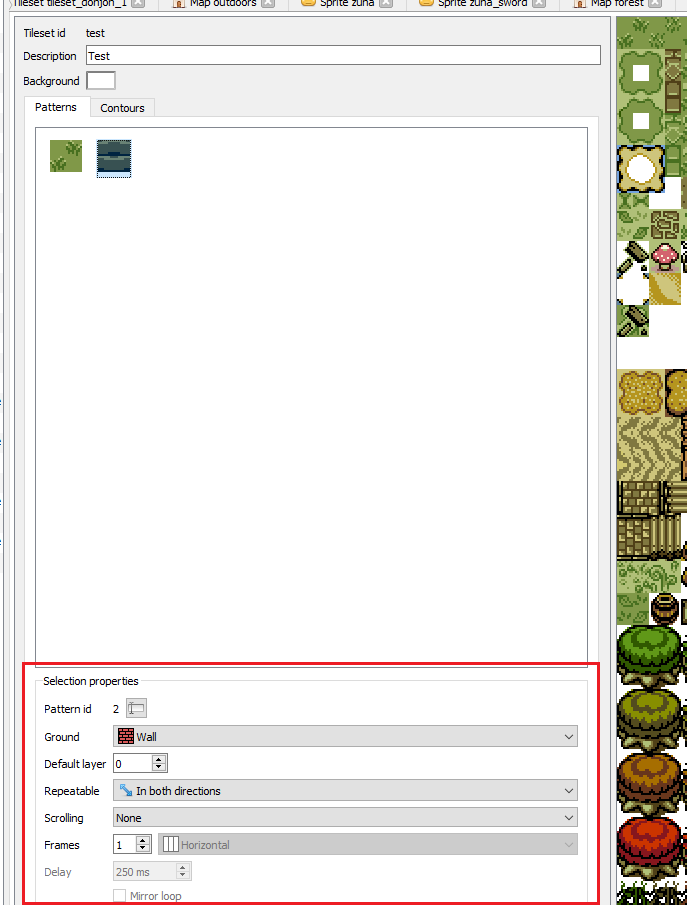 Tileset tileset_donjon_1 Map outdoors Sprite zuna Sprite zuna_sword Map forest
Tileset id test
Description Test
Background
Patterns Contours
Selection properties
Pattern id 2
Ground Wall
Default layer 0
Repeatable In both directions
Scrolling None
Frames 1 Horizontal
Delay 250 ms
Mirror loop